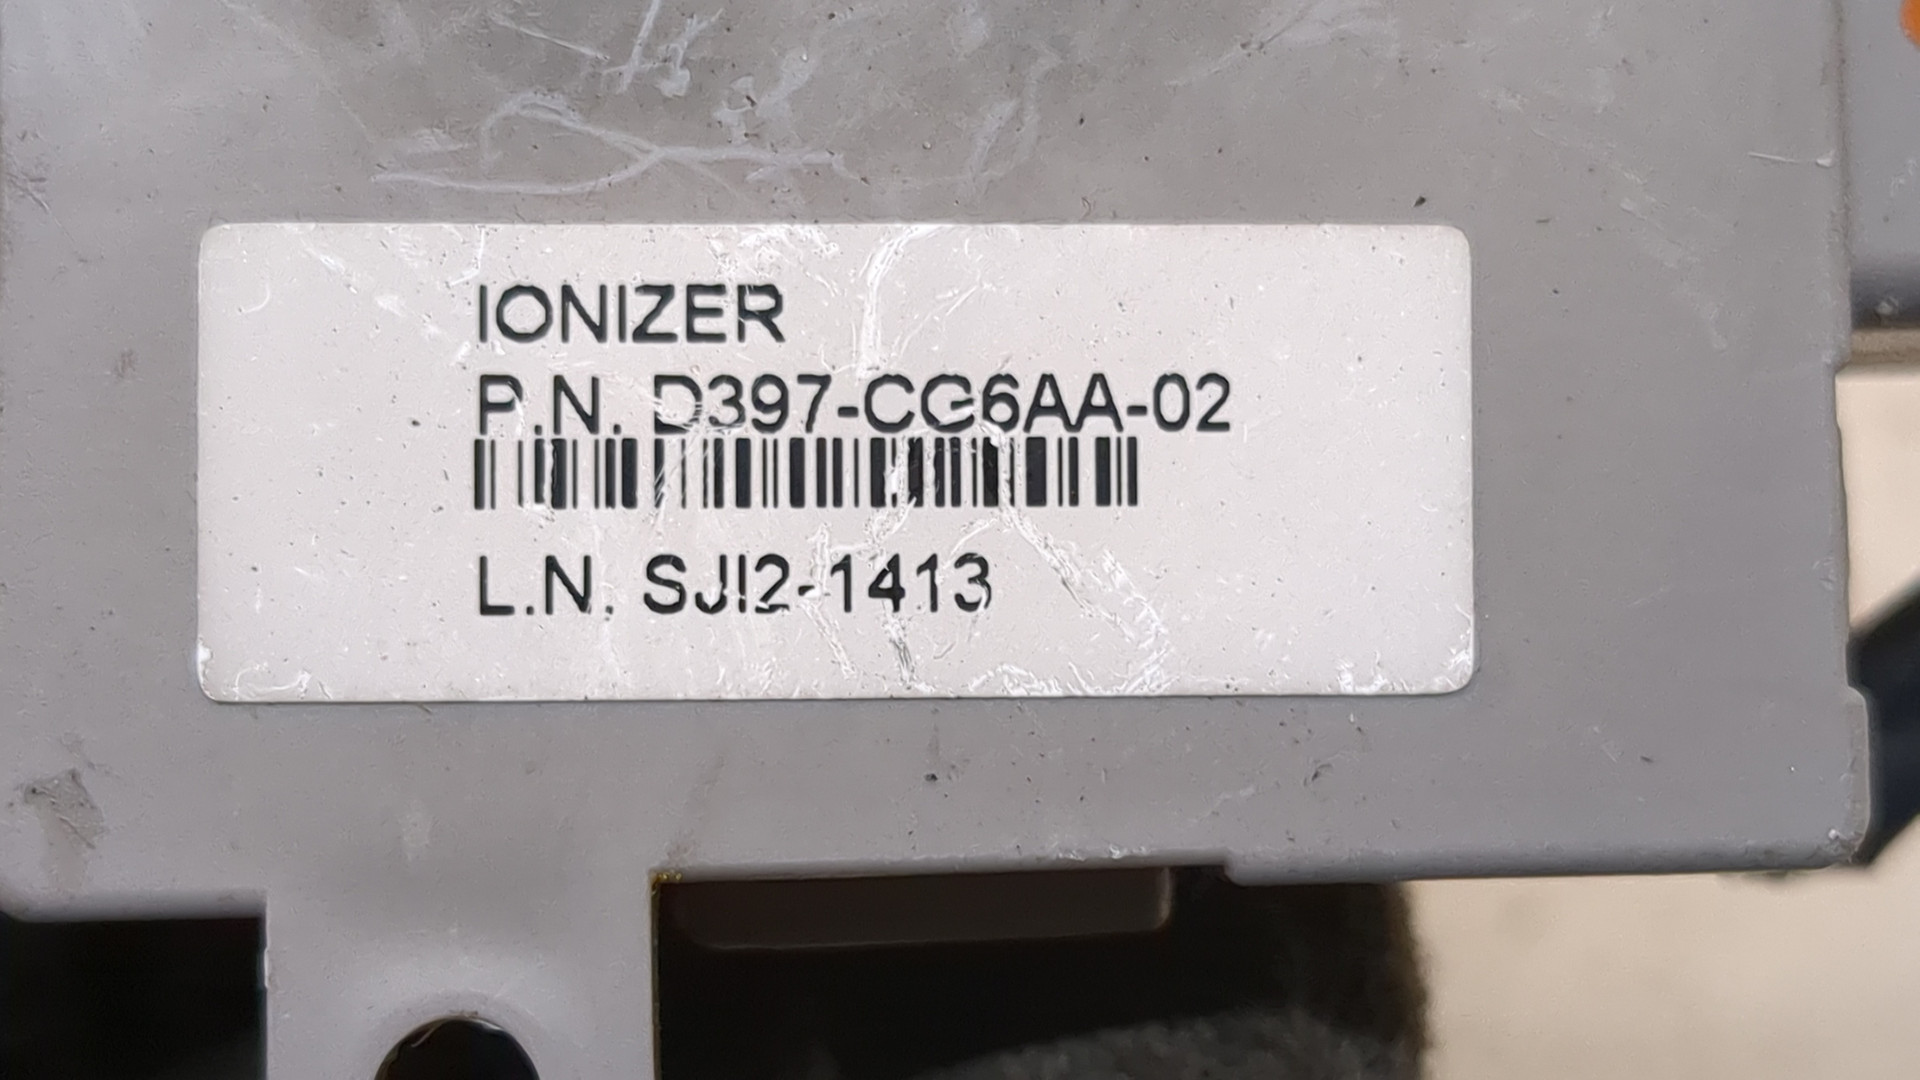 IONIZER
P.N. D397-CG6AA-02
L.N. SJI2-1413